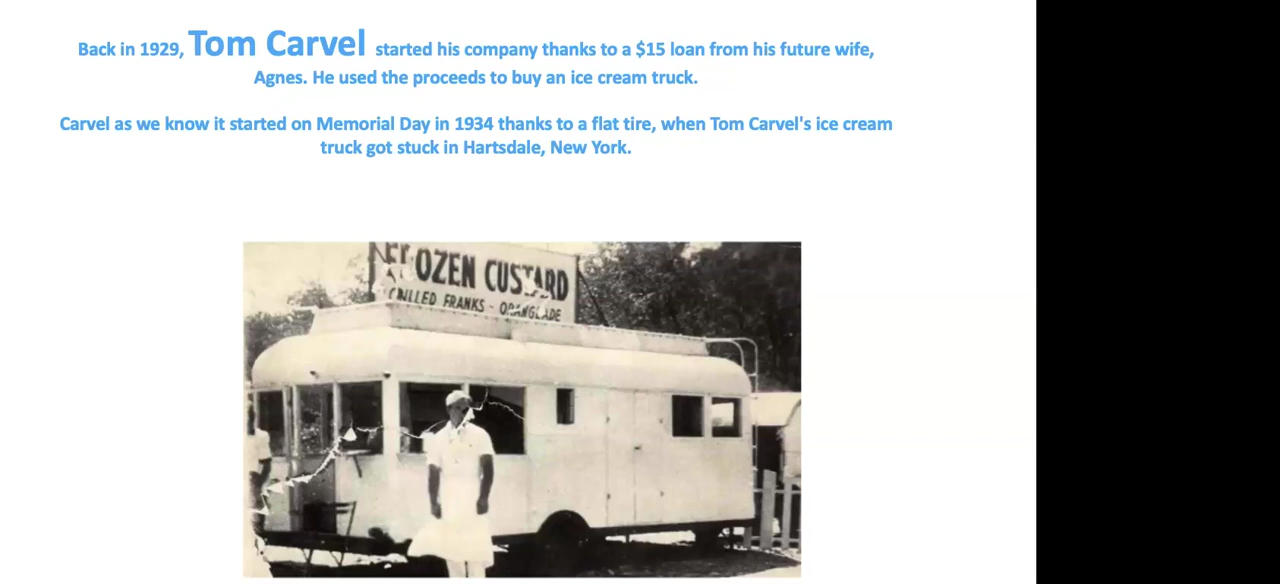 Back in 1929, Tom Carvel started his company thanks to a $15 loan from his future wife,
Agnes. He used the proceeds to buy an ice cream truck.
Carvel as we know it started on Memorial Day in 1934 thanks to a flat tire, when Tom Carvel's ice cream
truck got stuck in Hartsdale, New York.
FROZEN CUSTARD
GRILLED FRANKS - ORANGEADE